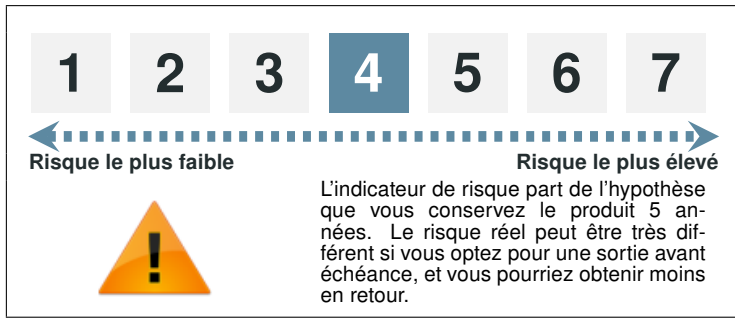 1 2 3 4 5 6 7
Risque le plus faible Risque le plus élevé
L'indicateur de risque part de l'hypothèse
que vous conservez le produit 5 an-
nées. Le risque réel peut être très dif-
férent si vous optez pour une sortie avant
échéance, et vous pourriez obtenir moins
en retour.